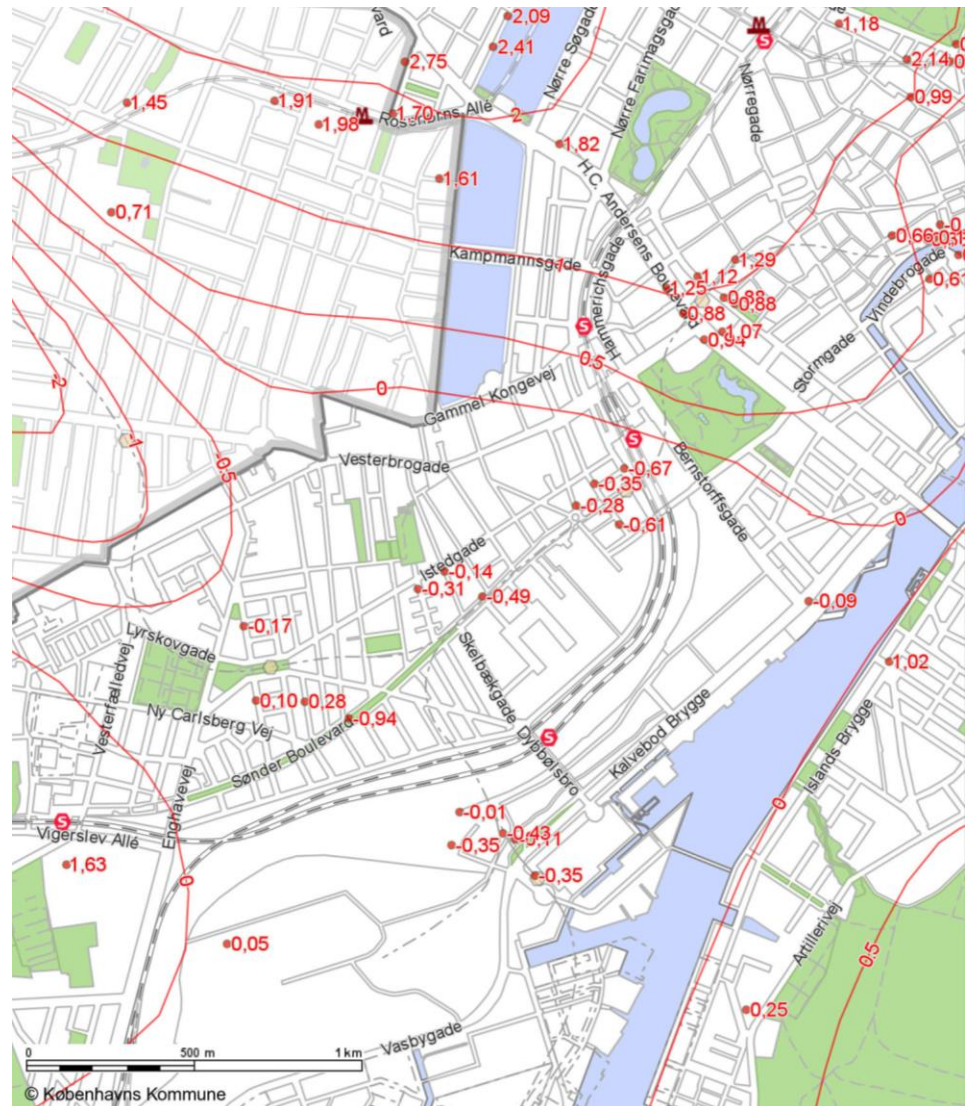 2,09
1,18
2,41
2,14
2,75
Nørre Søgade
Nørre Farimagsgade
Nørregade
M
S
1,45
1,91
1,98
M
1,70
Rosenørns Allé
2
0,99
1,82
1,61
0,71
H.C. Andersens Boulevard
Kampmannsgade
1
Hammerichsgade
1,29
1,12
1,25
0,88
0,88
0,88
1,07
0,94
0,66
Vindebrogade
Stormgade
S
0.5
0
Gammel Kongevej
-2
-1
-0.5
Vesterbrogade
S
-0,67
-0,35
-0,28
-0,61
Bernstorffsgade
0
Istedgade
-0,14
-0,31
-0,49
-0,09
-0,17
Lyrskovgade
0
Vesterfælledvej
Ny Carlsberg Vej
-0,10
-0,28
-0,94
Sønder Boulevard
Skelbækgade
Dybbølsbro
S
Kalvebod Brygge
1,02
Islands Brygge
0
S
Vigerslev Allé
Enghavevej
1,63
0
-0,01
-0,35
-0,43
-0,11
-0,35
0,05
Artillerivej
0.5
0,25
Vasbygade
0
500 m
1 km
© Københavns Kommune